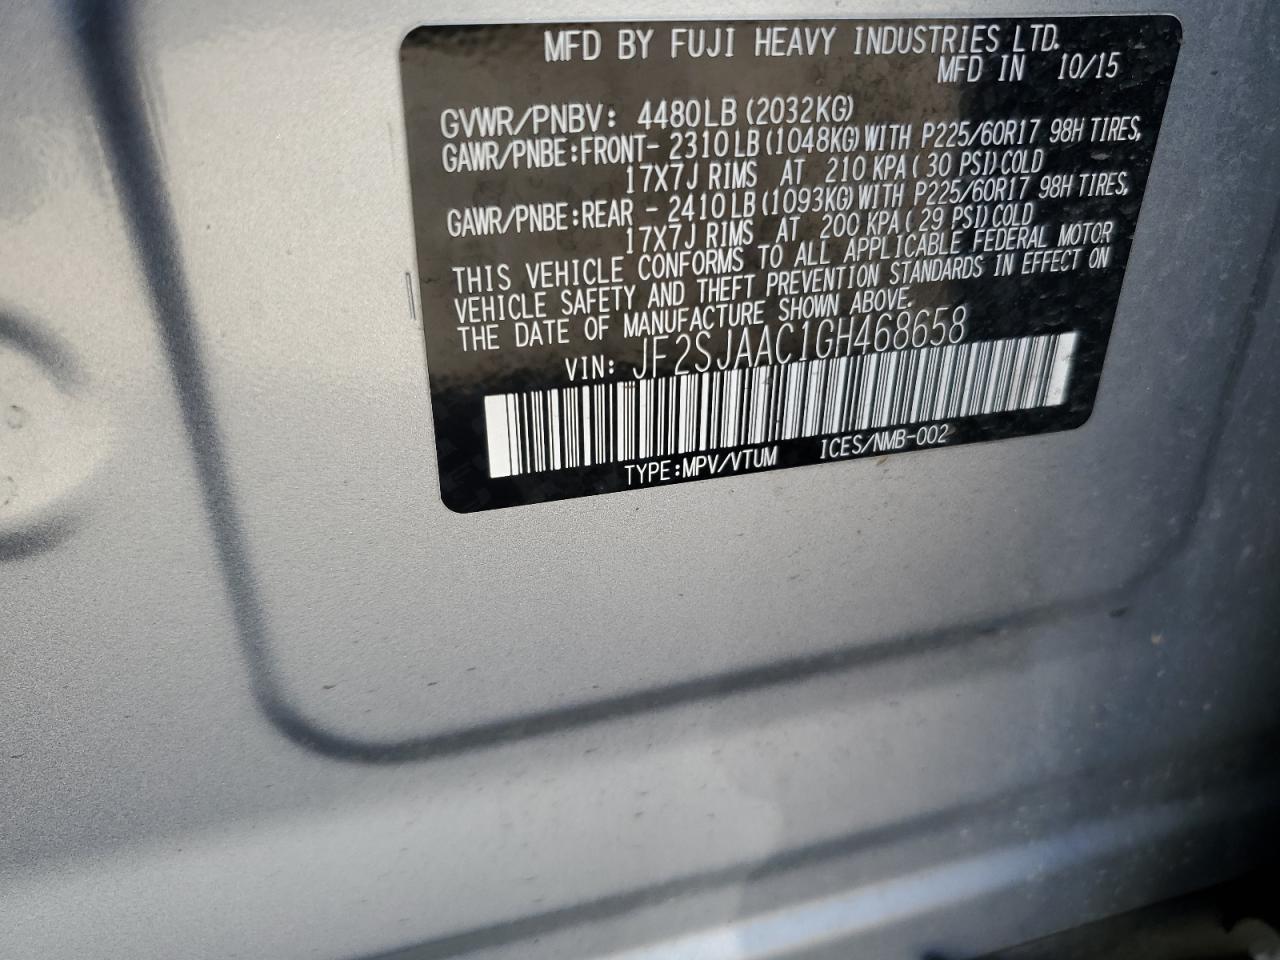 MFD BY FUJI HEAVY INDUSTRIES LTD.
MFD IN 10/15
GVWR/PNBV: 4480LB (2032KG)
GAWR/PNBE:FRONT- 2310LB (1048KG) WITH P225/60R17 98H TIRES,
17X7J RIMS AT 210 KPA ( 30 PSI) COLD
GAWR/PNBE:REAR - 2410LB (1093KG) WITH P225/60R17 98H TIRES,
17X7J RIMS AT 200 KPA ( 29 PSI) COLD
THIS VEHICLE CONFORMS TO ALL APPLICABLE FEDERAL MOTOR
VEHICLE SAFETY AND THEFT PREVENTION STANDARDS IN EFFECT ON
THE DATE OF MANUFACTURE SHOWN ABOVE.
VIN: JF2SJAAC1GH468658
TYPE:MPV/VTUM ICES/NMB-002